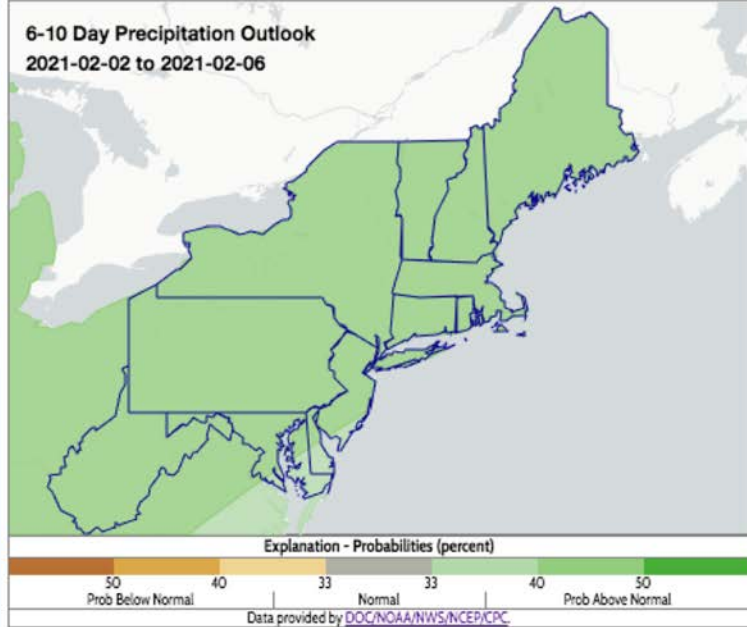 6-10 Day Precipitation Outlook
2021-02-02 to 2021-02-06
Explanation - Probabilities (percent)
50 40 33 33 40 50
Prob Below Normal Normal Prob Above Normal
Data provided by DOC/NOAA/NWS/NCEP/CPC.